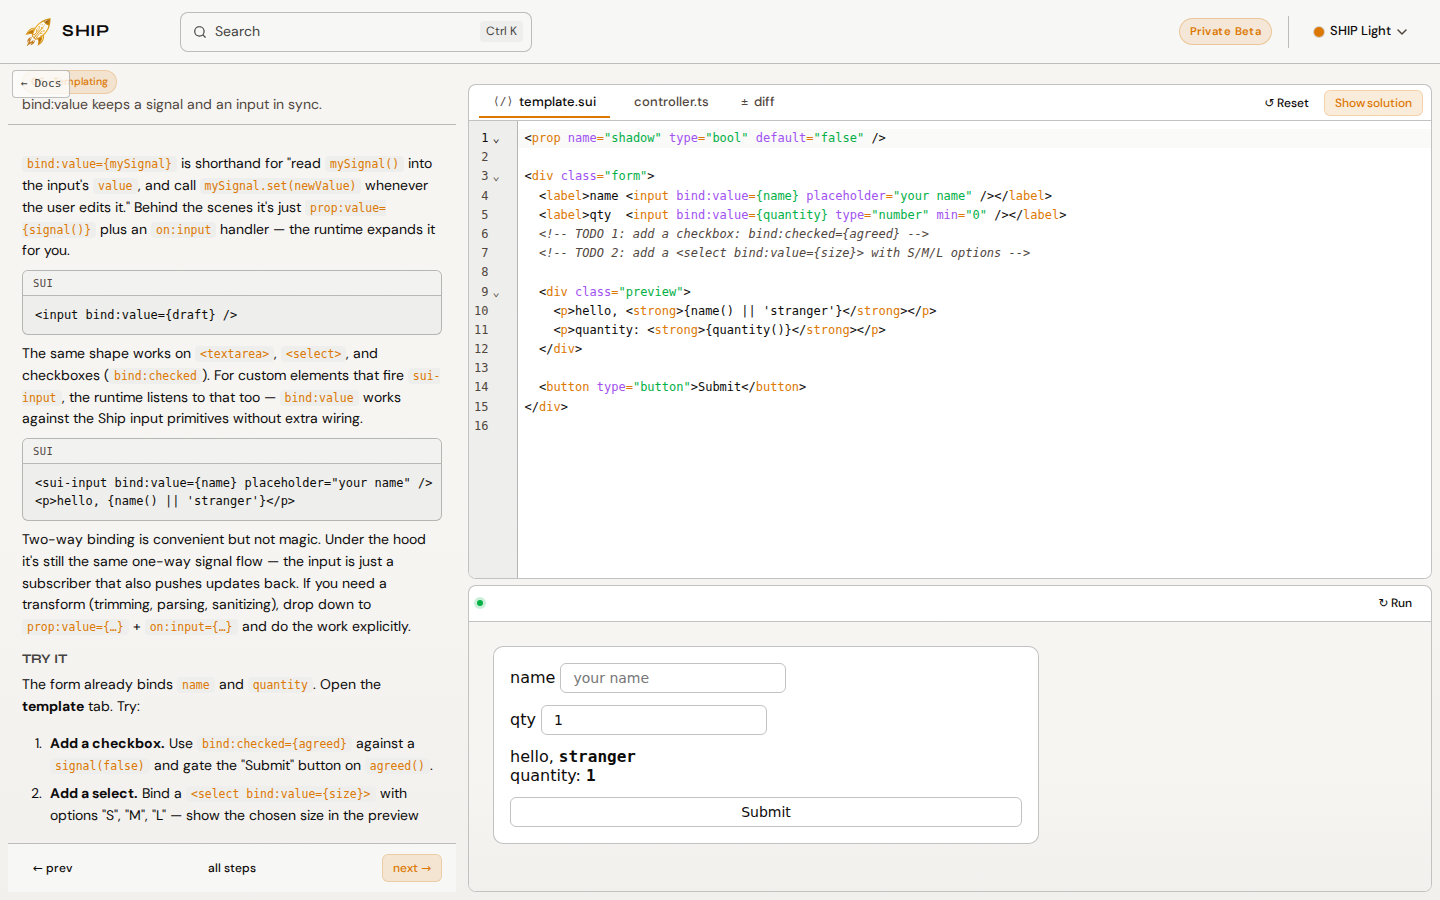 SHIP
Search
Ctrl K
Private Beta
SHIP Light
← Docs
mplating
bind:value keeps a signal and an input in sync.
bind:value={mySignal} is shorthand for "read mySignal() into
the input's value , and call mySignal.set(newValue) whenever
the user edits it." Behind the scenes it's just prop:value=
{signal()} plus an on:input handler — the runtime expands it
for you.
SUI
<input bind:value={draft} />
The same shape works on <textarea> , <select> , and
checkboxes ( bind:checked ). For custom elements that fire sui-
input , the runtime listens to that too — bind:value works
against the Ship input primitives without extra wiring.
SUI
<sui-input bind:value={name} placeholder="your name" />
<p>hello, {name() || 'stranger'}</p>
Two-way binding is convenient but not magic. Under the hood
it's still the same one-way signal flow — the input is just a
subscriber that also pushes updates back. If you need a
transform (trimming, parsing, sanitizing), drop down to
prop:value={…} + on:input={…} and do the work explicitly.
TRY IT
The form already binds name and quantity . Open the
template tab. Try:
1. Add a checkbox. Use bind:checked={agreed} against a
signal(false) and gate the "Submit" button on agreed() .
2. Add a select. Bind a <select bind:value={size}> with
options "S", "M", "L" — show the chosen size in the preview
← prev
all steps
next →
⟨/⟩ template.sui
controller.ts
± diff
↺ Reset
Show solution
1 <prop name="shadow" type="bool" default="false" />
2
3 <div class="form">
4 <label>name <input bind:value={name} placeholder="your name" /></label>
5 <label>qty <input bind:value={quantity} type="number" min="0" /></label>
6 <!-- TODO 1: add a checkbox: bind:checked={agreed} -->
7 <!-- TODO 2: add a <select bind:value={size}> with S/M/L options -->
8
9 <div class="preview">
10 <p>hello, <strong>{name() || 'stranger'}</strong></p>
11 <p>quantity: <strong>{quantity()}</strong></p>
12 </div>
13
14 <button type="button">Submit</button>
15 </div>
16
↻ Run
name your name
qty 1
hello, stranger
quantity: 1
Submit